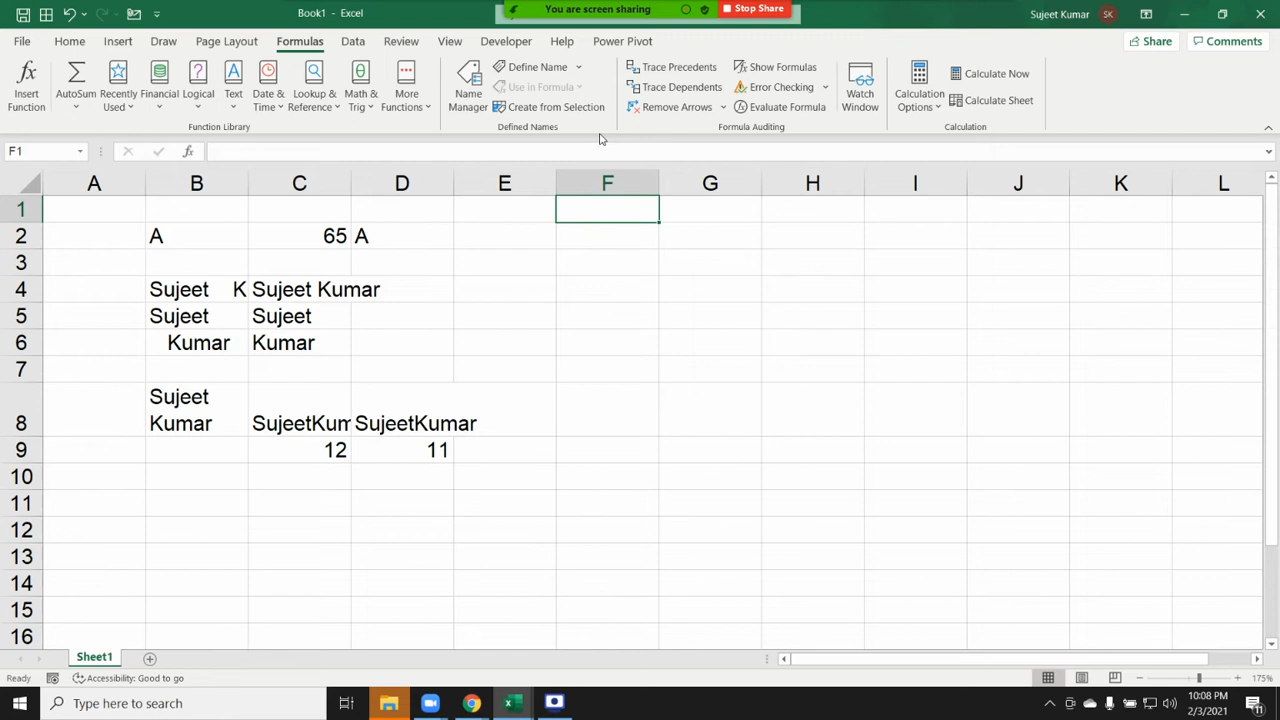 Book1 - Excel
You are screen sharing
Stop Share
Sujeet Kumar
SK
File Home Insert Draw Page Layout Formulas Data Review View Developer Help Power Pivot
Share
Comments
Insert Function
AutoSum
Recently Used
Financial
Logical
Text
Date & Time
Lookup & Reference
Math & Trig
More Functions
Function Library
Name Manager
Define Name
Use in Formula
Create from Selection
Defined Names
Trace Precedents
Trace Dependents
Remove Arrows
Show Formulas
Error Checking
Evaluate Formula
Formula Auditing
Watch Window
Calculation Options
Calculate Now
Calculate Sheet
Calculation
F1
fx
A B C D E F G H I J K L
1
2 A 65 A
3
4 Sujeet K Sujeet Kumar
5 Sujeet Sujeet
6 Kumar Kumar
7
Sujeet
8 Kumar SujeetKum SujeetKumar
9 12 11
10
11
12
13
14
15
16
Sheet1
Ready
Accessibility: Good to go
175%
Type here to search
10:08 PM
2/3/2021
11